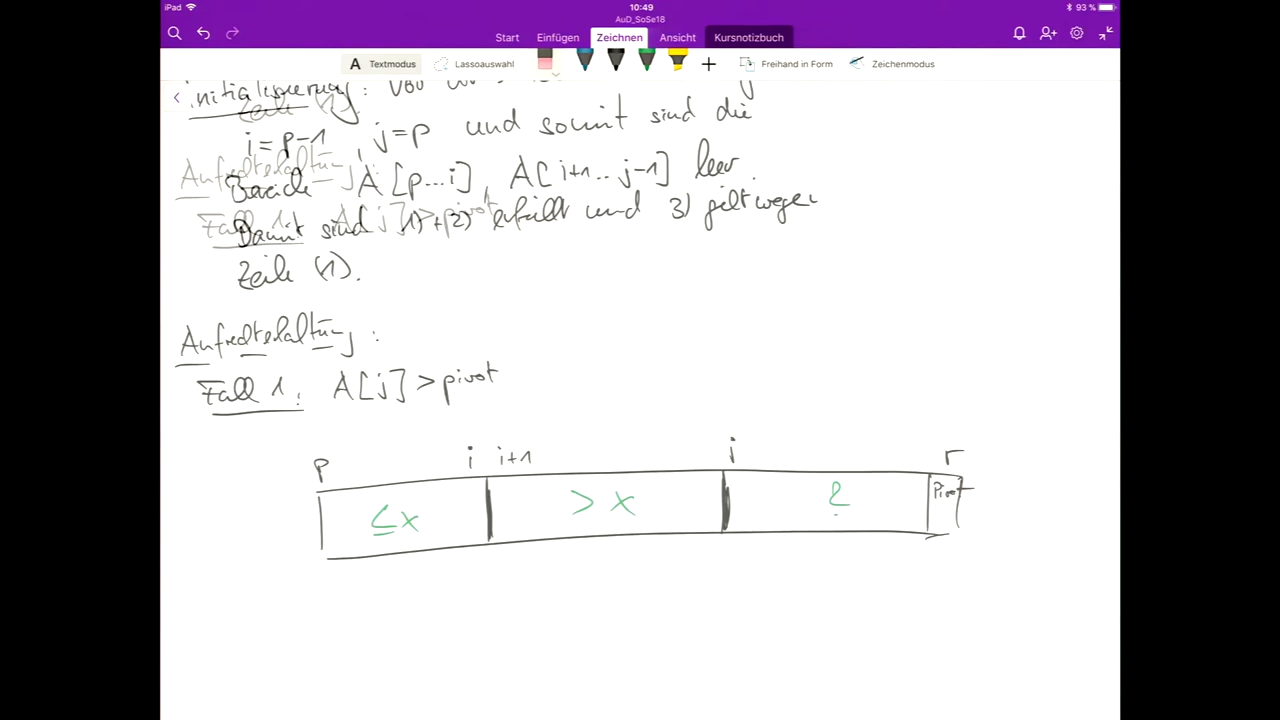 iPad 10:49 93 %
AuD_SoSe18
Start Einfügen Zeichnen Ansicht Kursnotizbuch
A Textmodus Lassoauswahl Freihand in Form Zeichenmodus
Initialisierung:
i = p-1, j = p und somit sind die
Bereiche A[p...i], A[i+1...j-1] leer.
Damit sind 1)+2) erfüllt und 3) gilt wegen
Zeile (1).
Aufrechterhaltung:
Fall 1: A[j] > pivot
p i i+1 j r
≤ x > x ? Pivot